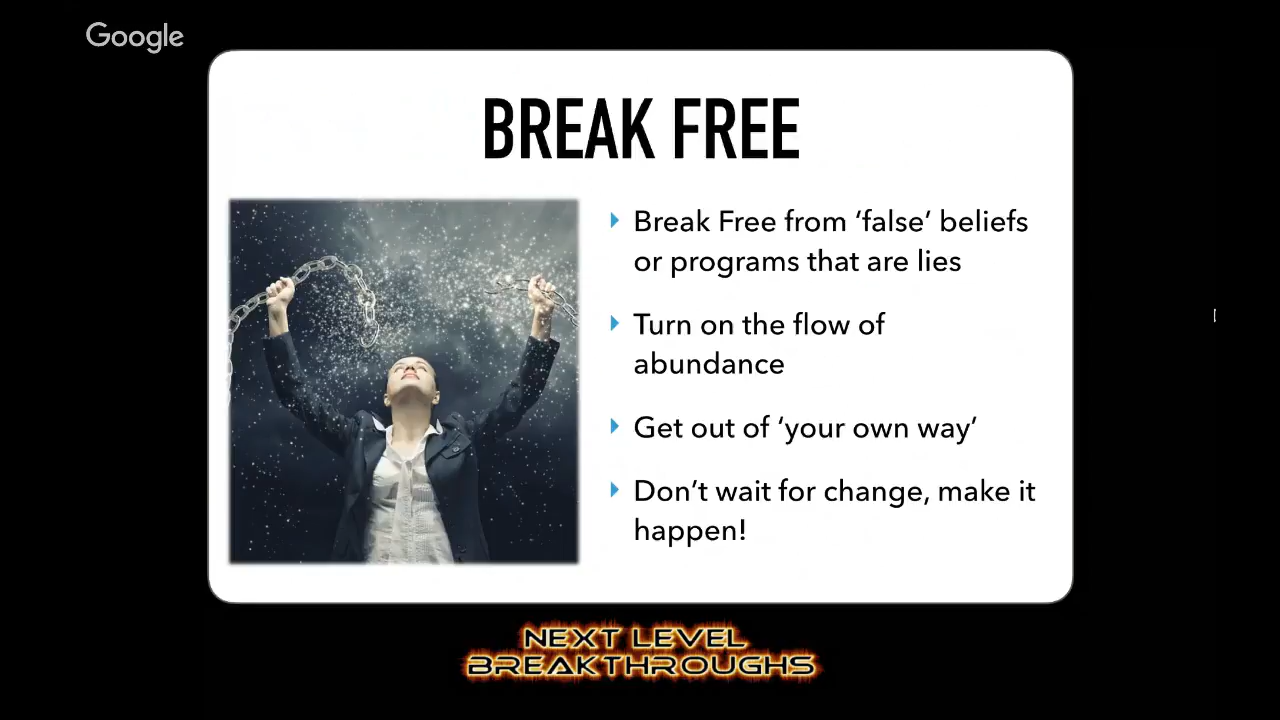 Google
BREAK FREE
Break Free from ‘false’ beliefs
or programs that are lies
Turn on the flow of
abundance
Get out of ‘your own way’
Don’t wait for change, make it
happen!
NEXT LEVEL
BREAKTHROUGHS